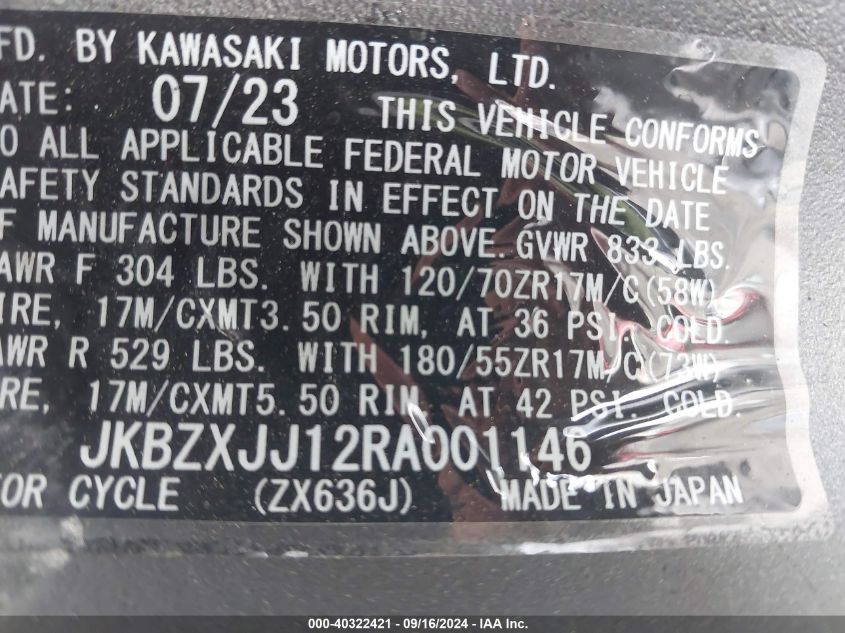 FD. BY KAWASAKI MOTORS, LTD.
ATE: 07/23 THIS VEHICLE CONFORMS
O ALL APPLICABLE FEDERAL MOTOR VEHICLE
AFETY STANDARDS IN EFFECT ON THE DATE
F MANUFACTURE SHOWN ABOVE. GVWR 833 LBS.
AWR F 304 LBS. WITH 120/70ZR17M/C(58W)
IRE, 17M/CXMT3.50 RIM, AT 36 PSI. COLD.
AWR R 529 LBS. WITH 180/55ZR17M/C(73W)
RE, 17M/CXMT5.50 RIM, AT 42 PSI. COLD.
JKBZXJJ12RA001146
OR CYCLE (ZX636J) MADE IN JAPAN
000-40322421 - 09/16/2024 - IAA Inc.